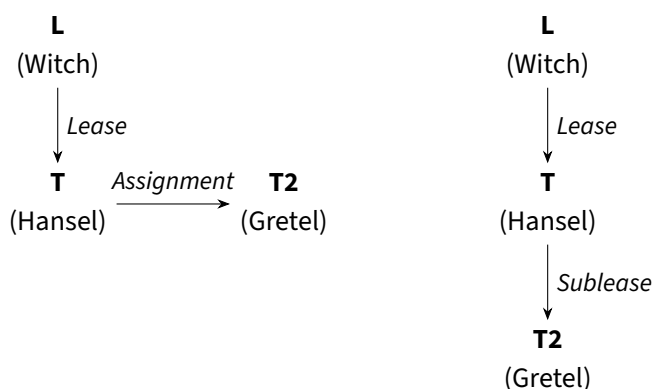 L
(Witch)
Lease
T
(Hansel)
Assignment
T2
(Gretel)
L
(Witch)
Lease
T
(Hansel)
Sublease
T2
(Gretel)